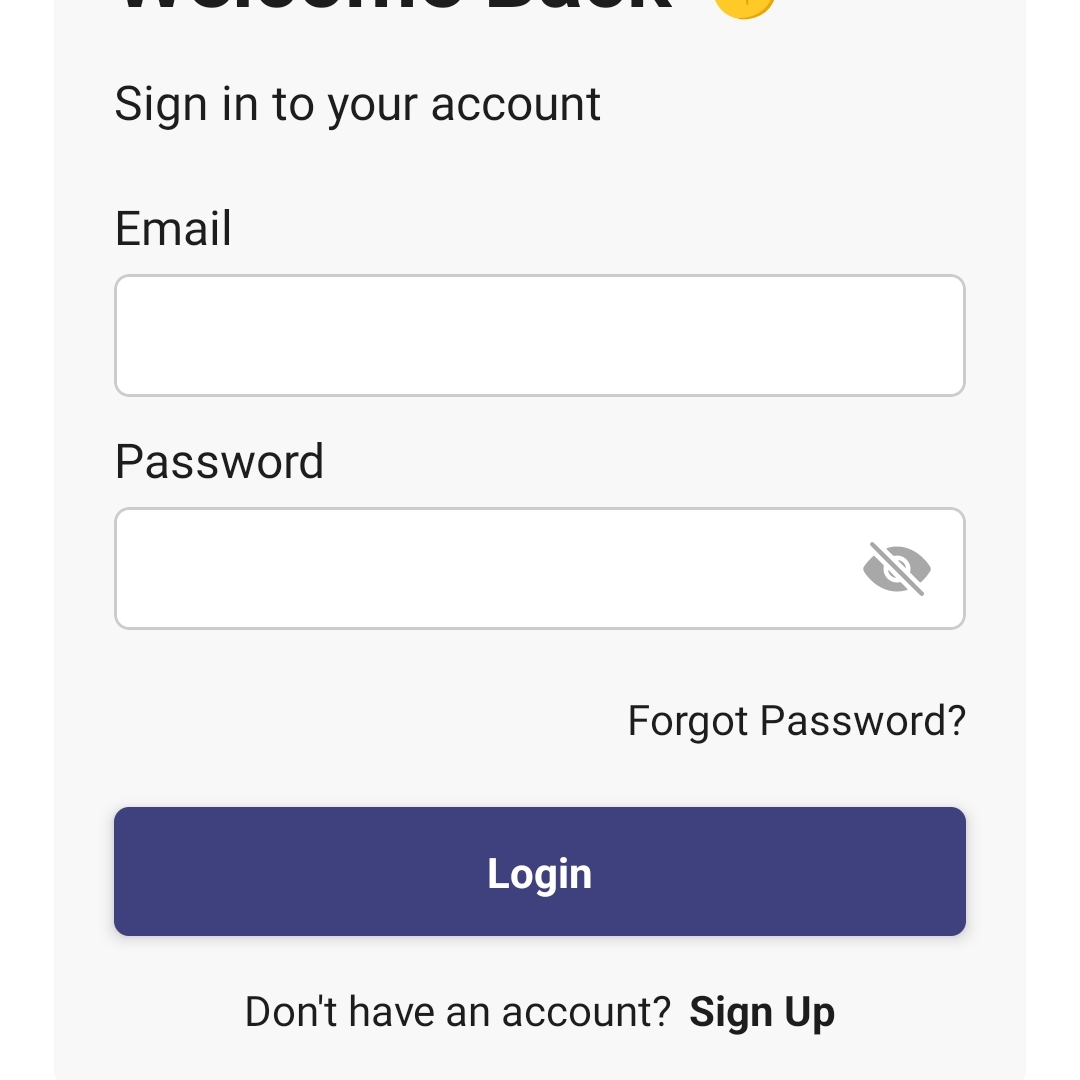 Welcome Back
Sign in to your account
Email
Password
Forgot Password?
Login
Don't have an account? Sign Up